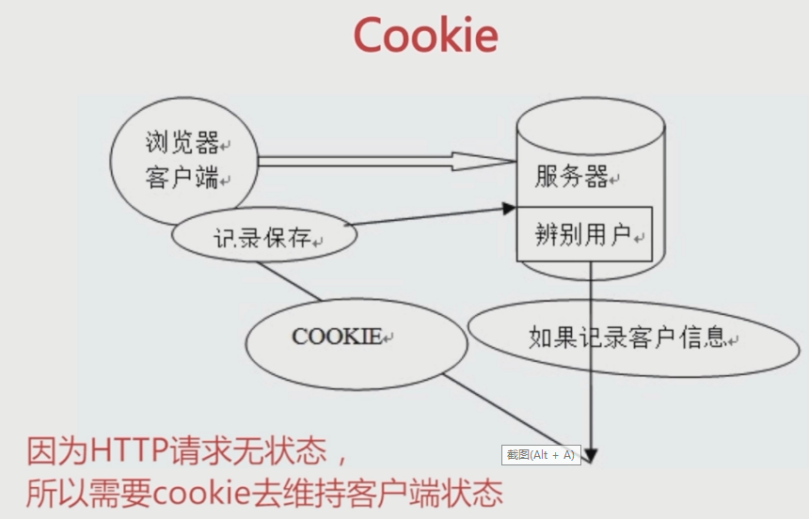 Cookie
浏览器
客户端
服务器
记录保存
辨别用户
COOKIE
如果记录客户信息
截图(Alt + A)
因为HTTP请求无状态，
所以需要cookie去维持客户端状态